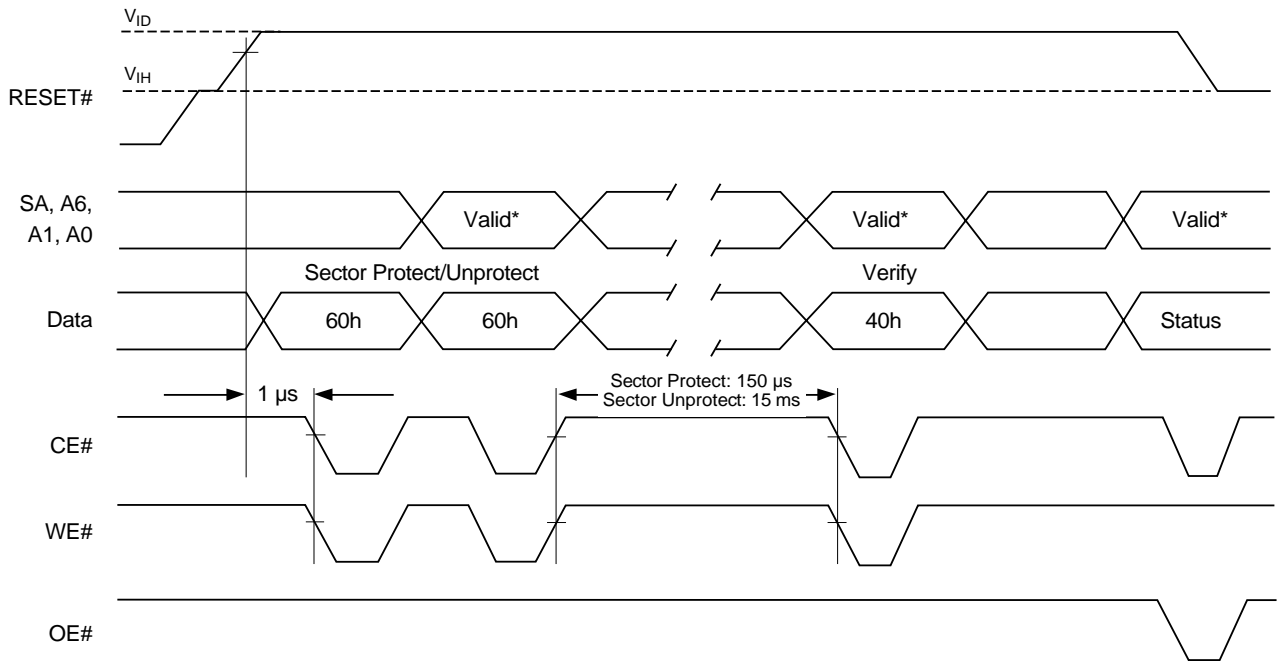 VID
VIH
RESET#
SA, A6,
A1, A0
Valid*
Valid*
Valid*
Sector Protect/Unprotect
Verify
Data
60h
60h
40h
Status
1 µs
Sector Protect: 150 µs
Sector Unprotect: 15 ms
CE#
WE#
OE#